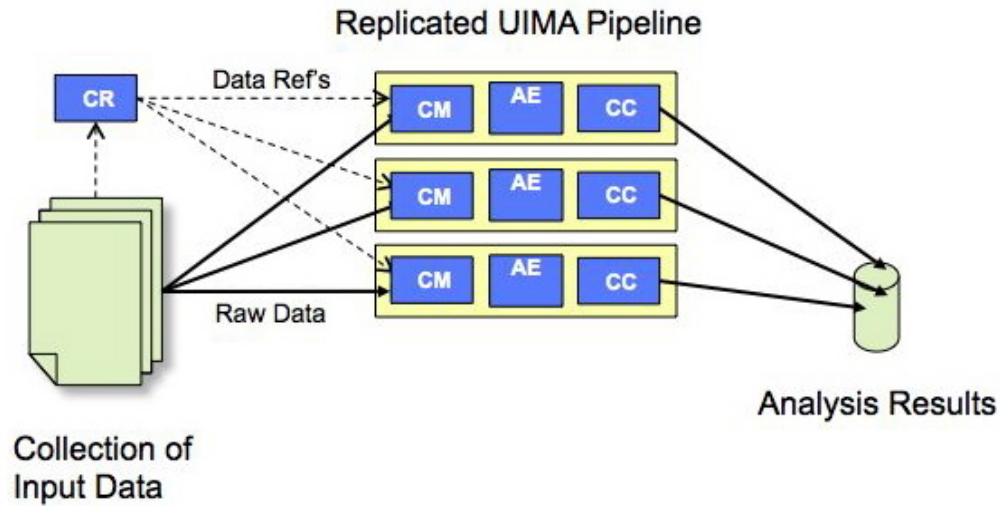 Replicated UIMA Pipeline
CR
Data Ref's
CM AE CC
CM AE CC
CM AE CC
Raw Data
Analysis Results
Collection of
Input Data